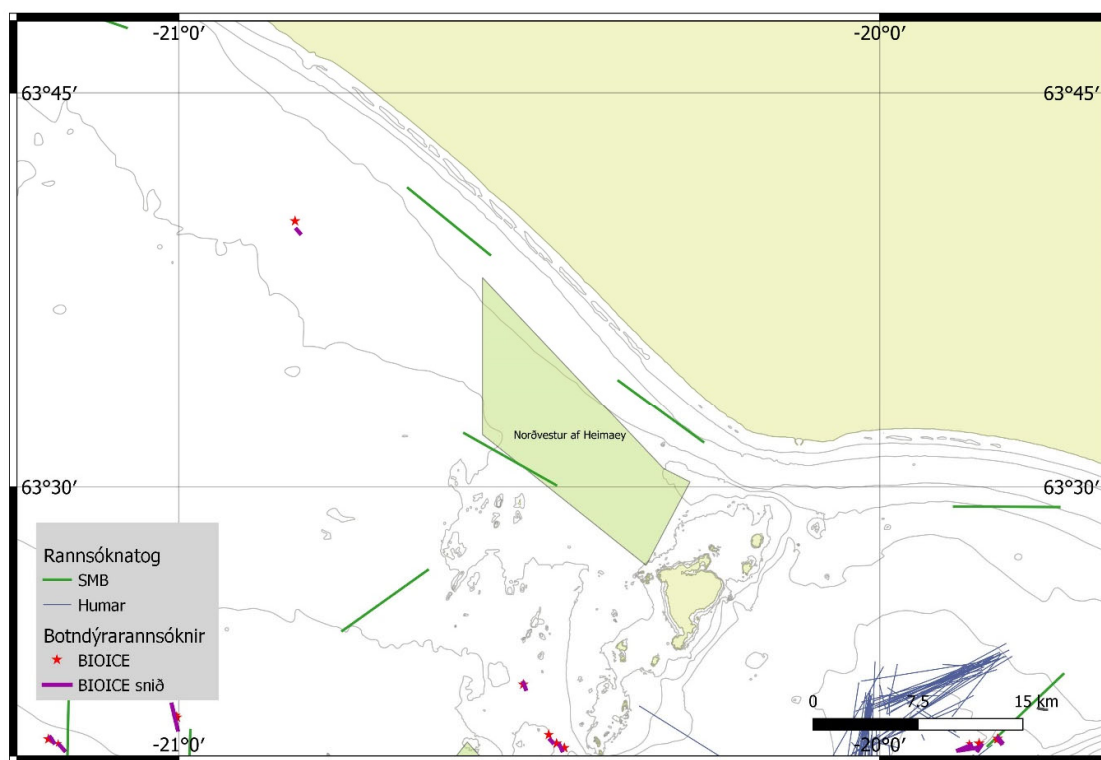 -21°0′ -20°0′
63°45′ 63°45′
Norðvestur af Heimaey
63°30′ 63°30′
Rannsóknatog
SMB
Humar
Botndýrarannsóknir
BIOICE
BIOICE snið
0 7.5 15 km
-21°0′ -20°0′